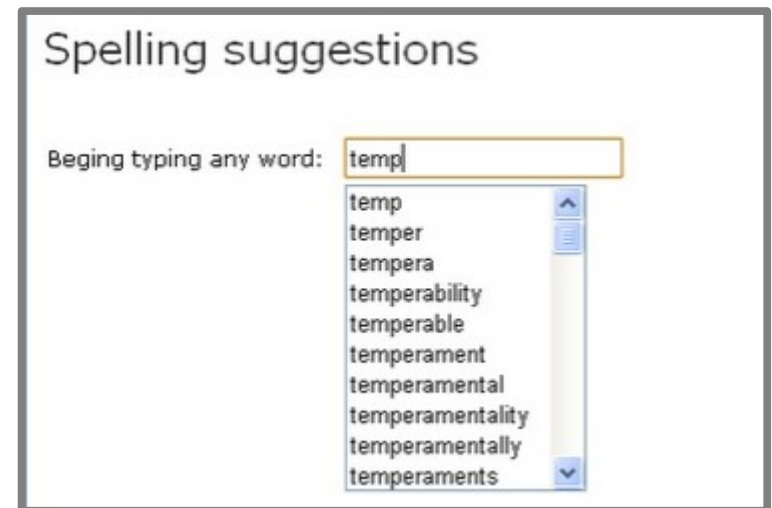 Spelling suggestions
Beging typing any word: temp
temp
temper
tempera
temperability
temperable
temperament
temperamental
temperamentality
temperamentally
temperaments